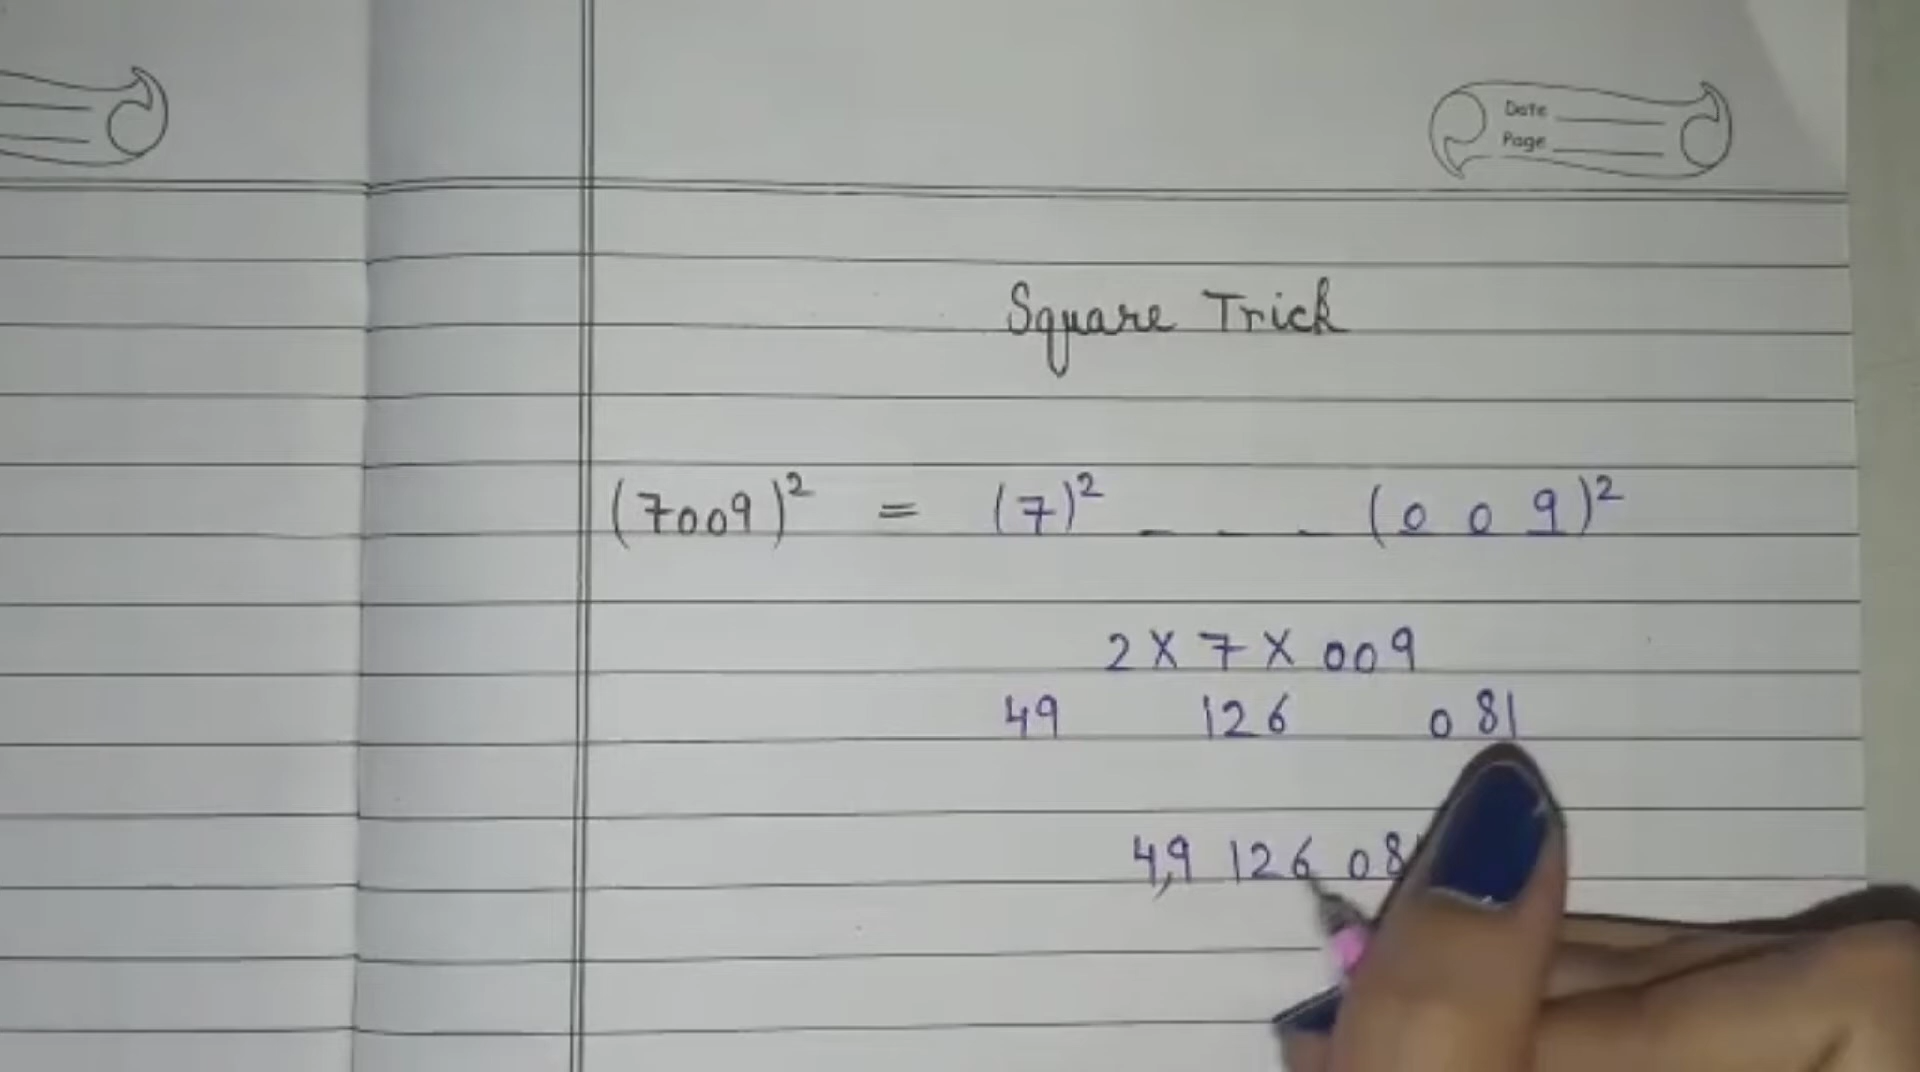 Date
Page
Square Trick
(7009)² = (7)² _ _ _ (0 0 9)²
2 X 7 X 009
49 126 081
4,9 126 08